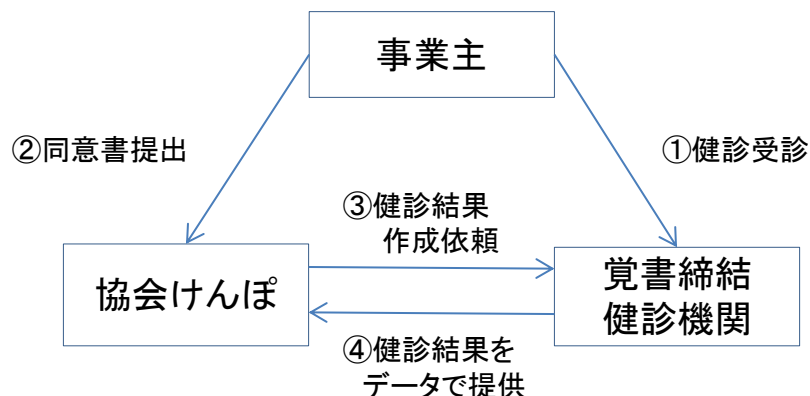 事業主
②同意書提出
①健診受診
③健診結果
作成依頼
協会けんぽ
覚書締結
健診機関
④健診結果を
データで提供